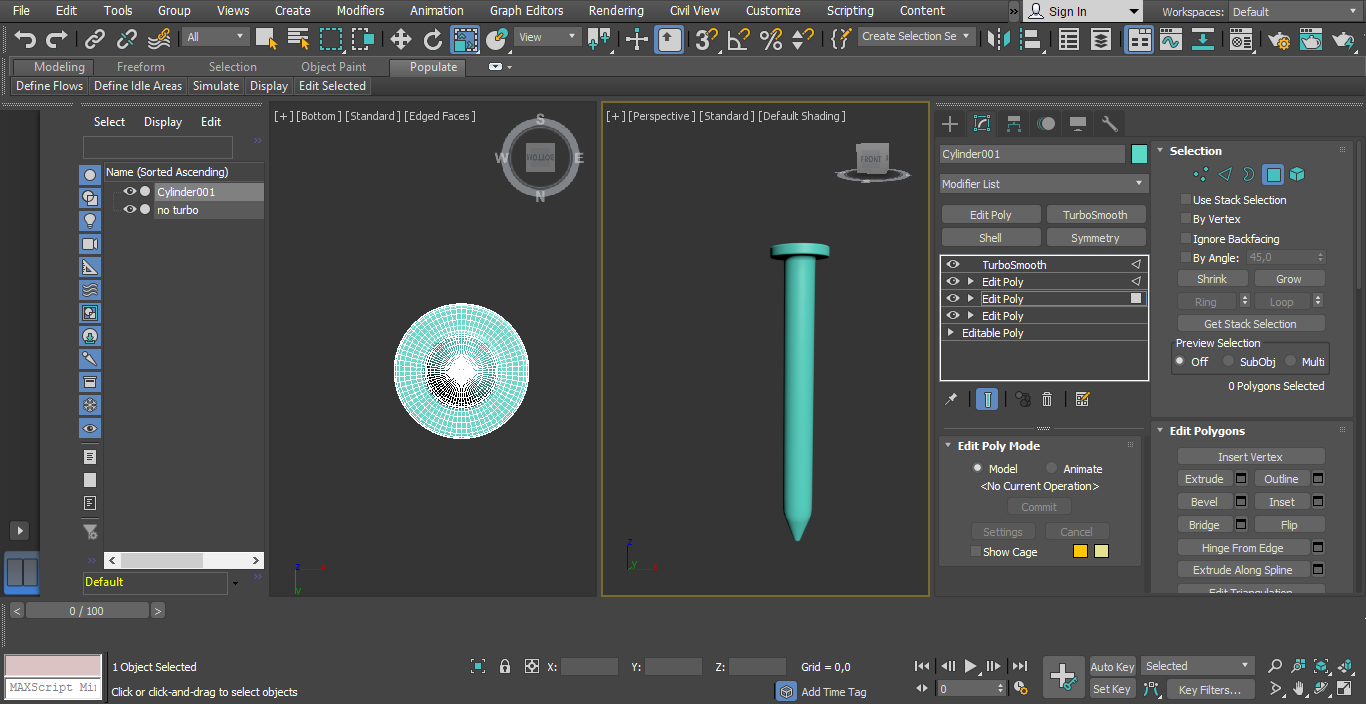 File Edit Tools Group Views Create Modifiers Animation Graph Editors Rendering Civil View Customize Scripting Content » Sign In Workspaces: Default
All View 3 Create Selection Se
Modeling Freeform Selection Object Paint Populate
Define Flows Define Idle Areas Simulate Display Edit Selected
Select Display Edit
Name (Sorted Ascending)
Cylinder001
no turbo
Default
[+] [Bottom] [Standard] [Edged Faces]
S
W E
N
BOTTOM
z x
y
[+] [Perspective] [Standard] [Default Shading]
FRONT
z
y x
Cylinder001
Modifier List
Edit Poly TurboSmooth
Shell Symmetry
TurboSmooth
Edit Poly
Edit Poly
Edit Poly
Editable Poly
Edit Poly Mode
Model Animate
<No Current Operation>
Commit
Settings Cancel
Show Cage
Selection
Use Stack Selection
By Vertex
Ignore Backfacing
By Angle: 45,0
Shrink Grow
Ring Loop
Get Stack Selection
Preview Selection
Off SubObj Multi
0 Polygons Selected
Edit Polygons
Insert Vertex
Extrude Outline
Bevel Inset
Bridge Flip
Hinge From Edge
Extrude Along Spline
Edit Triangulation
< 0 / 100 >
1 Object Selected X: Y: Z: Grid = 0,0
MAXScript Mi
Click or click-and-drag to select objects
Add Time Tag
0
Auto Key Selected
Set Key Key Filters...